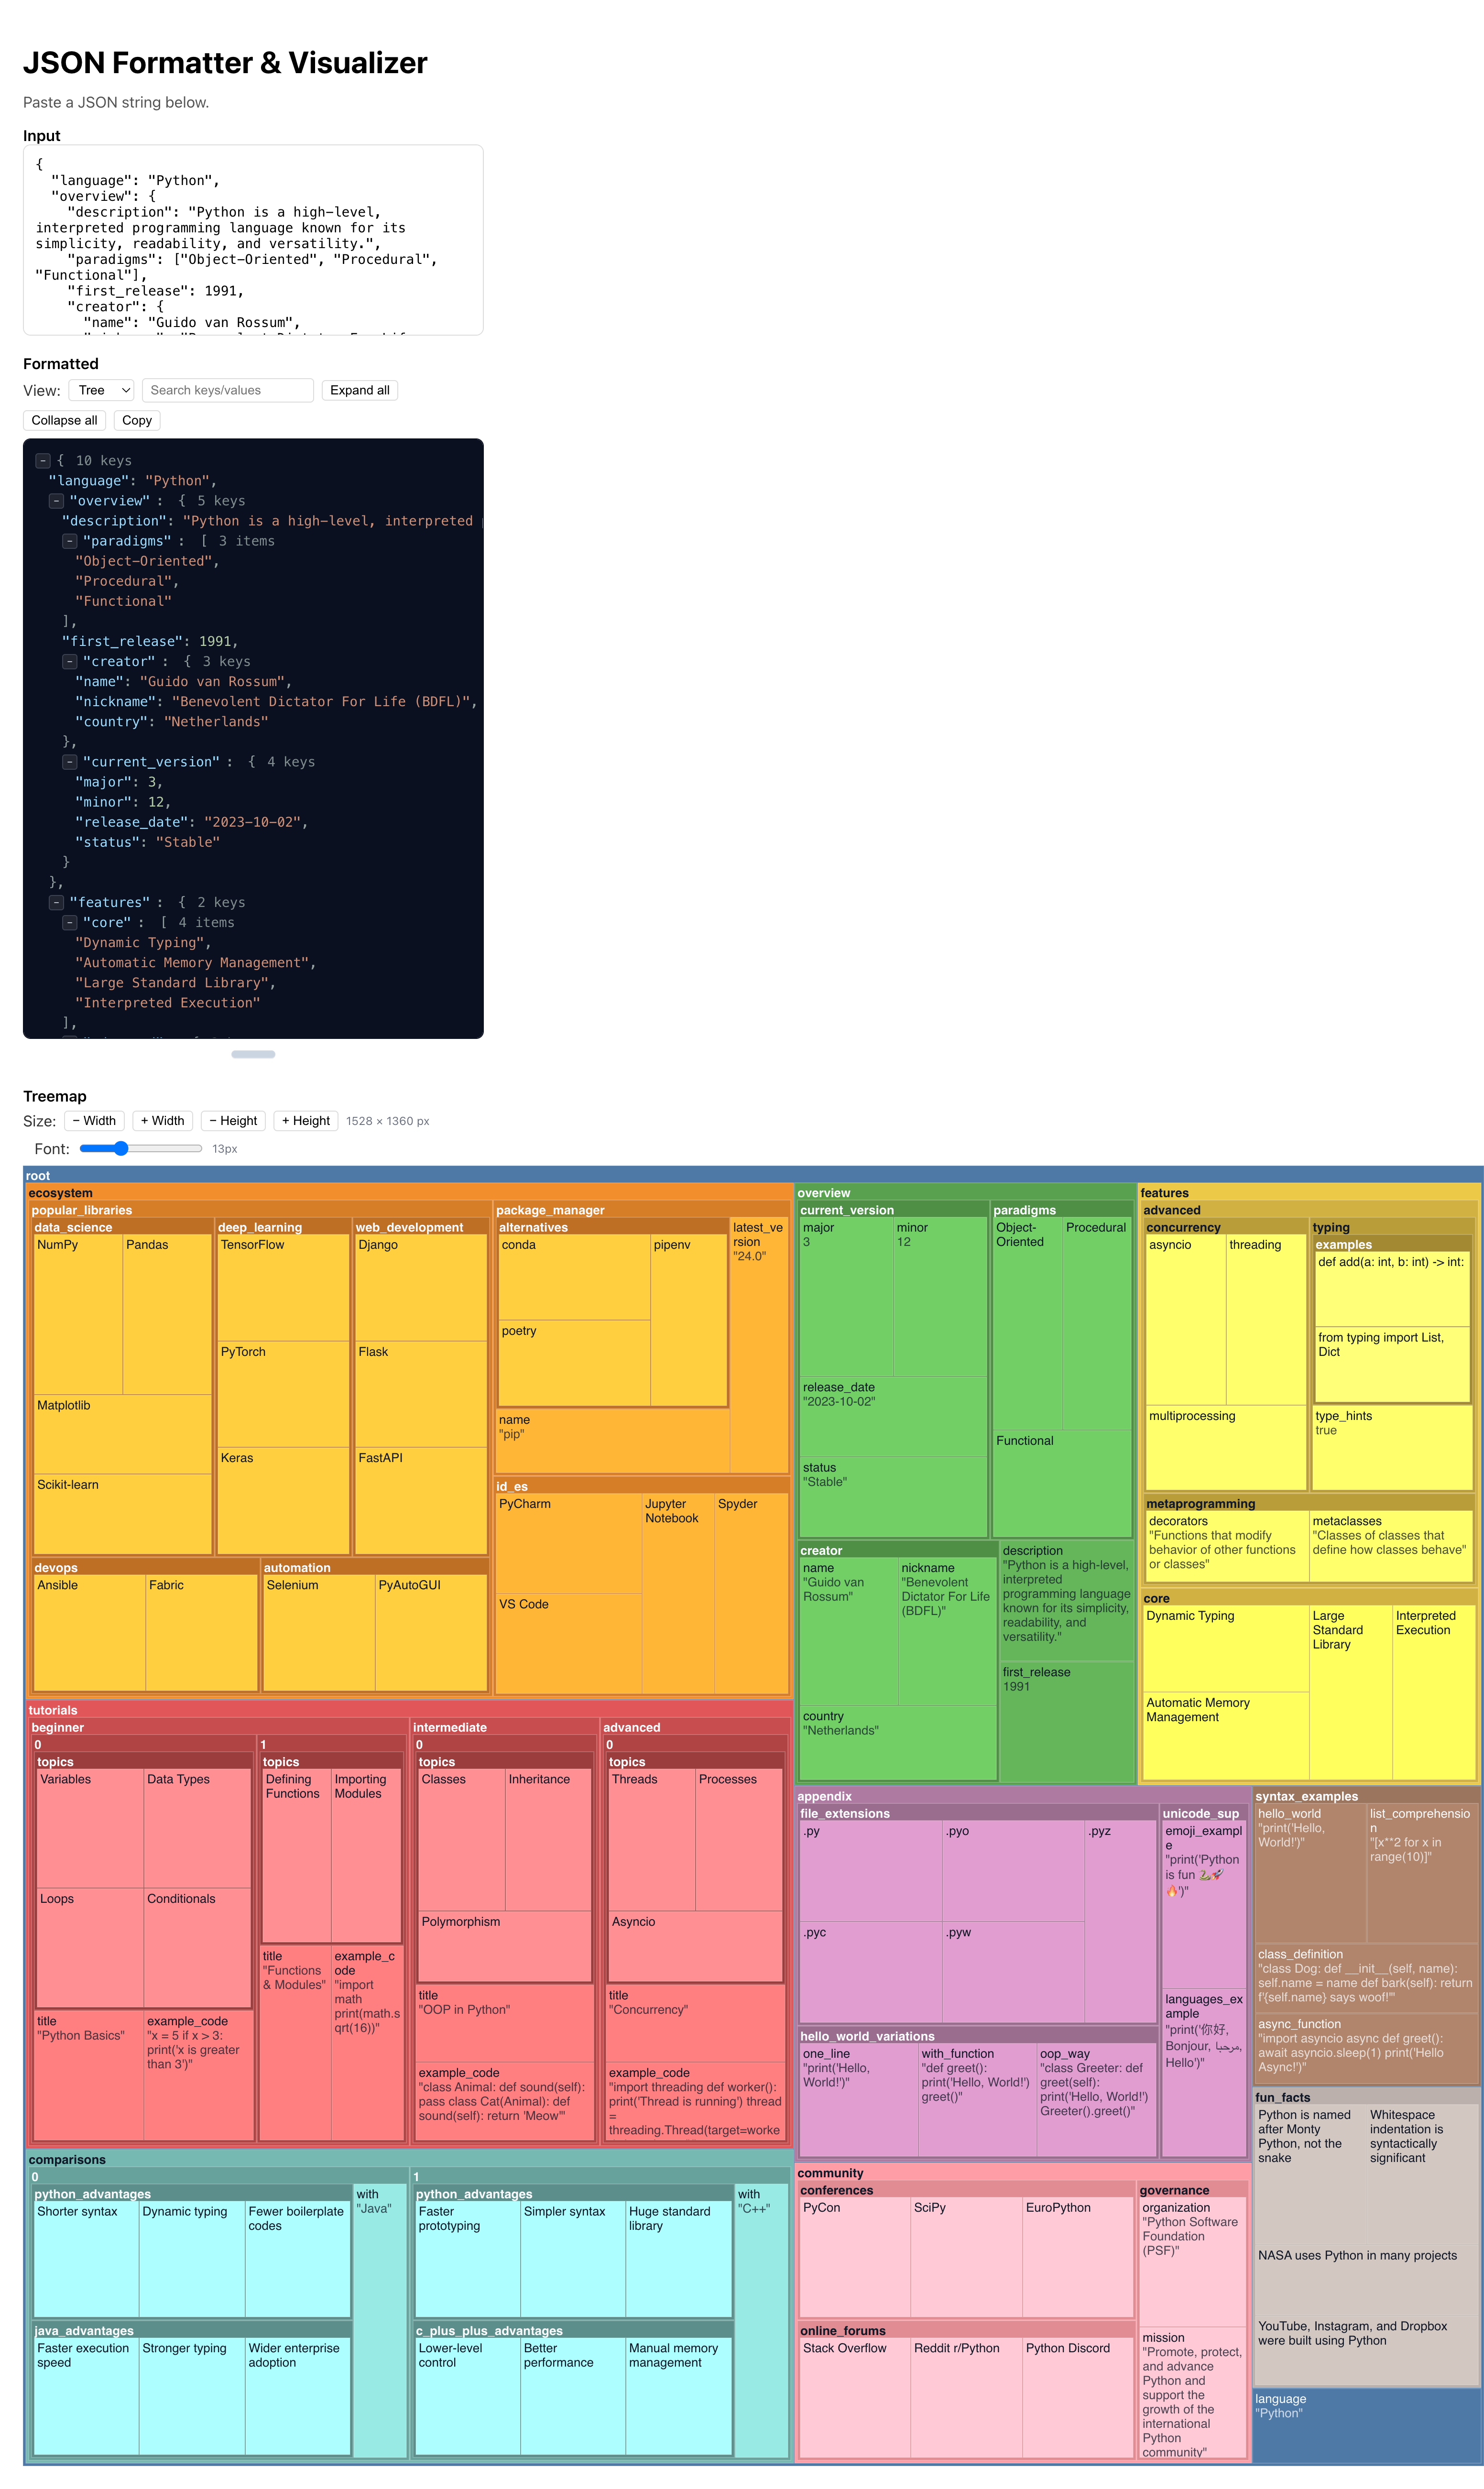 JSON Formatter & Visualizer
Paste a JSON string below.
Input
{
"language": "Python",
"overview": {
"description": "Python is a high-level,
interpreted programming language known for its
simplicity, readability, and versatility.",
"paradigms": ["Object-Oriented", "Procedural",
"Functional"],
"first_release": 1991,
"creator": {
"name": "Guido van Rossum",
Formatted
View: Tree Search keys/values Expand all
Collapse all Copy
- { 10 keys
"language": "Python",
- "overview" : { 5 keys
"description": "Python is a high-level, interpreted
- "paradigms" : [ 3 items
"Object-Oriented",
"Procedural",
"Functional"
],
"first_release": 1991,
- "creator" : { 3 keys
"name": "Guido van Rossum",
"nickname": "Benevolent Dictator For Life (BDFL)",
"country": "Netherlands"
},
- "current_version" : { 4 keys
"major": 3,
"minor": 12,
"release_date": "2023-10-02",
"status": "Stable"
}
},
- "features" : { 2 keys
- "core" : [ 4 items
"Dynamic Typing",
"Automatic Memory Management",
"Large Standard Library",
"Interpreted Execution"
],
Treemap
Size: − Width + Width − Height + Height 1528 × 1360 px
Font: 13px
root
ecosystem
popular_libraries
data_science
NumPy
Pandas
Matplotlib
Scikit-learn
deep_learning
TensorFlow
PyTorch
Keras
web_development
Django
Flask
FastAPI
devops
Ansible
Fabric
automation
Selenium
PyAutoGUI
package_manager
alternatives
conda
pipenv
poetry
latest_ve
rsion
"24.0"
name
"pip"
id_es
PyCharm
VS Code
Jupyter
Notebook
Spyder
overview
current_version
major
3
minor
12
release_date
"2023-10-02"
status
"Stable"
paradigms
Object-
Oriented
Procedural
Functional
creator
name
"Guido van
Rossum"
nickname
"Benevolent
Dictator For Life
(BDFL)"
country
"Netherlands"
description
"Python is a high-level,
interpreted
programming language
known for its simplicity,
readability, and
versatility."
first_release
1991
features
advanced
concurrency
asyncio
threading
multiprocessing
typing
examples
def add(a: int, b: int) -> int:
from typing import List,
Dict
type_hints
true
metaprogramming
decorators
"Functions that modify
behavior of other functions
or classes"
metaclasses
"Classes of classes that
define how classes behave"
core
Dynamic Typing
Automatic Memory
Management
Large
Standard
Library
Interpreted
Execution
tutorials
beginner
0
topics
Variables
Data Types
Loops
Conditionals
title
"Python Basics"
example_code
"x = 5 if x > 3:
print('x is greater
than 3')"
1
topics
Defining
Functions
Importing
Modules
title
"Functions
& Modules"
example_c
ode
"import
math
print(math.s
qrt(16))"
intermediate
0
topics
Classes
Inheritance
Polymorphism
title
"OOP in Python"
example_code
"class Animal: def sound(self):
pass class Cat(Animal): def
sound(self): return 'Meow'"
advanced
0
topics
Threads
Processes
Asyncio
title
"Concurrency"
example_code
"import threading def worker():
print('Thread is running') thread
=
threading.Thread(target=worke
appendix
file_extensions
.py
.pyo
.pyz
.pyc
.pyw
unicode_sup
emoji_exampl
e
"print('Python
is fun 🐍🚀
🔥')"
languages_ex
ample
"print('你好,
Bonjour, مرحبا,
Hello')"
hello_world_variations
one_line
"print('Hello,
World!')"
with_function
"def greet():
print('Hello, World!')
greet()"
oop_way
"class Greeter: def
greet(self):
print('Hello, World!')
Greeter().greet()"
syntax_examples
hello_world
"print('Hello,
World!')"
list_comprehensio
n
"[x**2 for x in
range(10)]"
class_definition
"class Dog: def __init__(self, name):
self.name = name def bark(self): return
f'{self.name} says woof!'"
async_function
"import asyncio async def greet():
await asyncio.sleep(1) print('Hello
Async!')"
fun_facts
Python is named
after Monty
Python, not the
snake
Whitespace
indentation is
syntactically
significant
NASA uses Python in many projects
YouTube, Instagram, and Dropbox
were built using Python
language
"Python"
comparisons
0
python_advantages
Shorter syntax
Dynamic typing
Fewer boilerplate
codes
with
"Java"
java_advantages
Faster execution
speed
Stronger typing
Wider enterprise
adoption
1
python_advantages
Faster
prototyping
Simpler syntax
Huge standard
library
with
"C++"
c_plus_plus_advantages
Lower-level
control
Better
performance
Manual memory
management
community
conferences
PyCon
SciPy
EuroPython
online_forums
Stack Overflow
Reddit r/Python
Python Discord
governance
organization
"Python Software
Foundation
(PSF)"
mission
"Promote, protect,
and advance
Python and
support the
growth of the
international
Python
community"